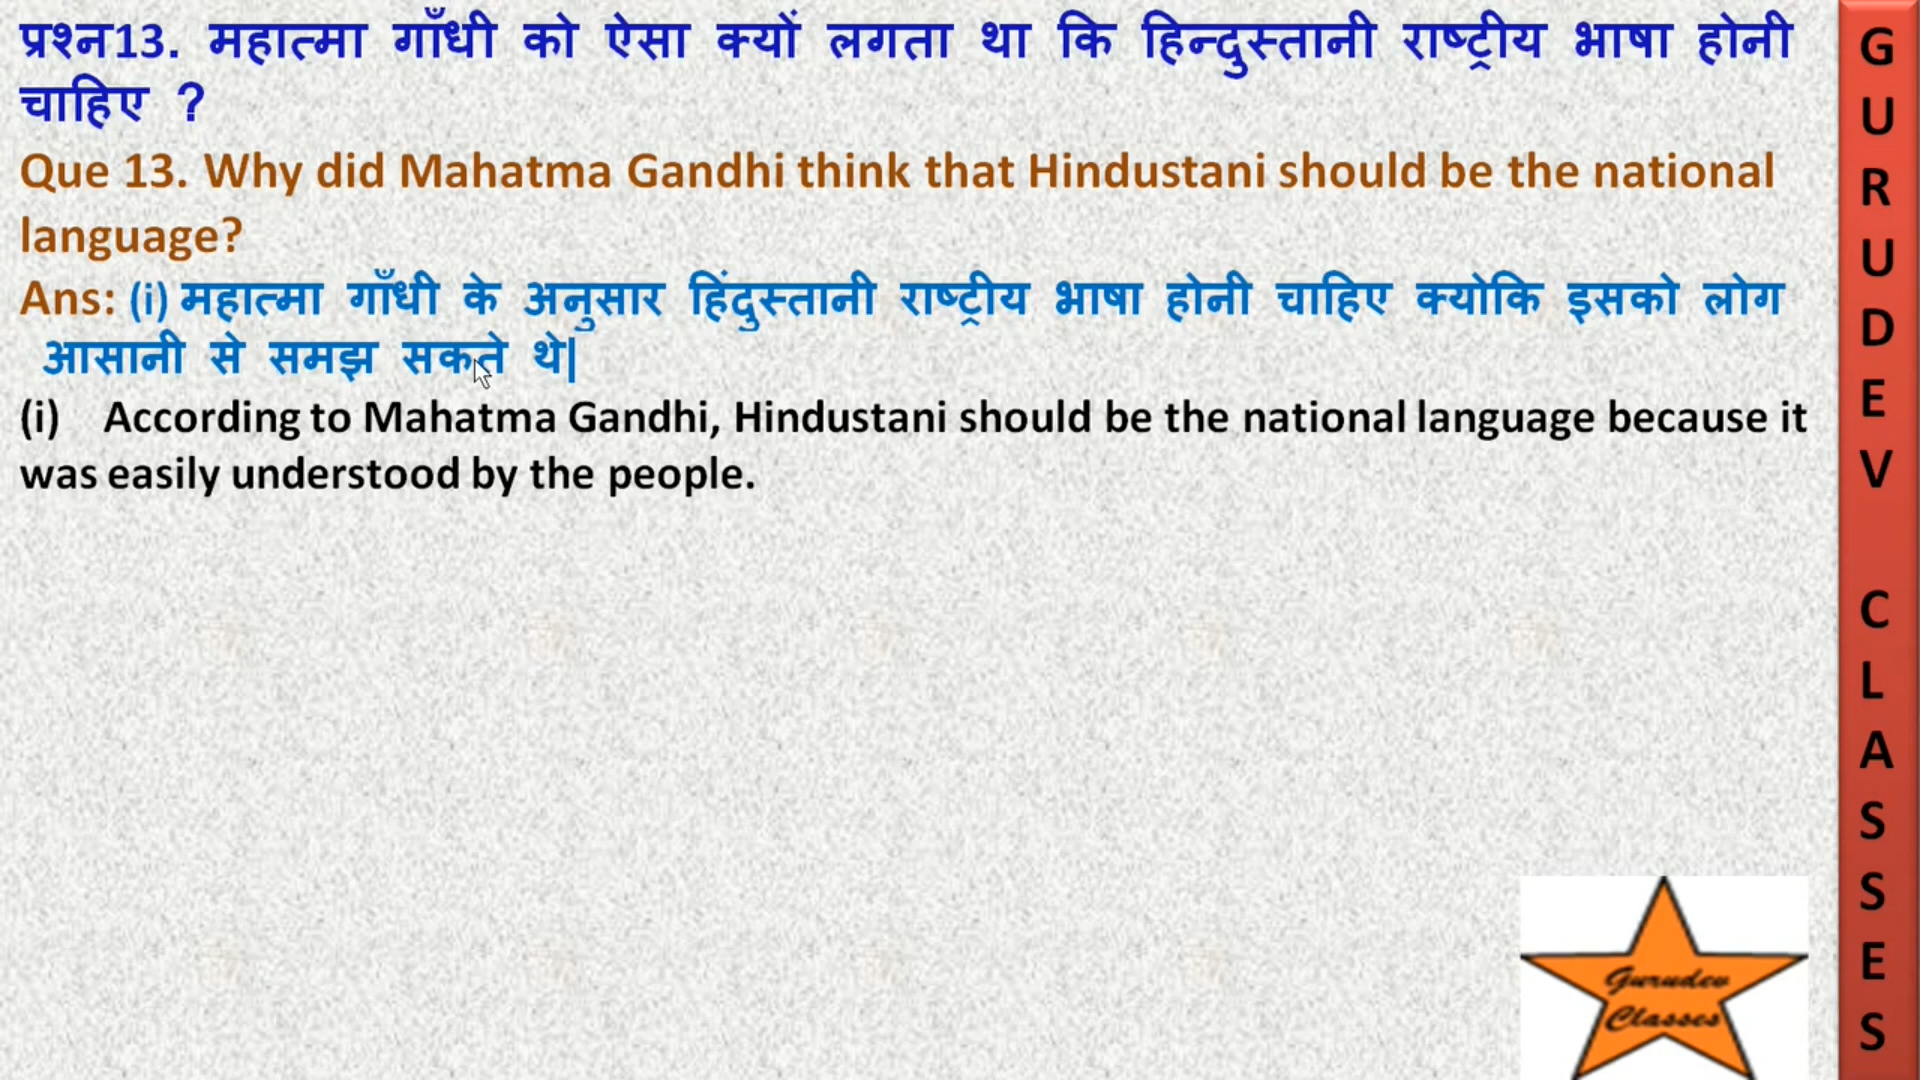 प्रश्न13. महात्मा गाँधी को ऐसा क्यों लगता था कि हिन्दुस्तानी राष्ट्रीय भाषा होनी
चाहिए ?
Que 13. Why did Mahatma Gandhi think that Hindustani should be the national
language?
Ans: (i) महात्मा गाँधी के अनुसार हिंदुस्तानी राष्ट्रीय भाषा होनी चाहिए क्योकि इसको लोग
आसानी से समझ सकते थे|
(i) According to Mahatma Gandhi, Hindustani should be the national language because it
was easily understood by the people.
GURUDEV CLASSES
Gurudev
Classes